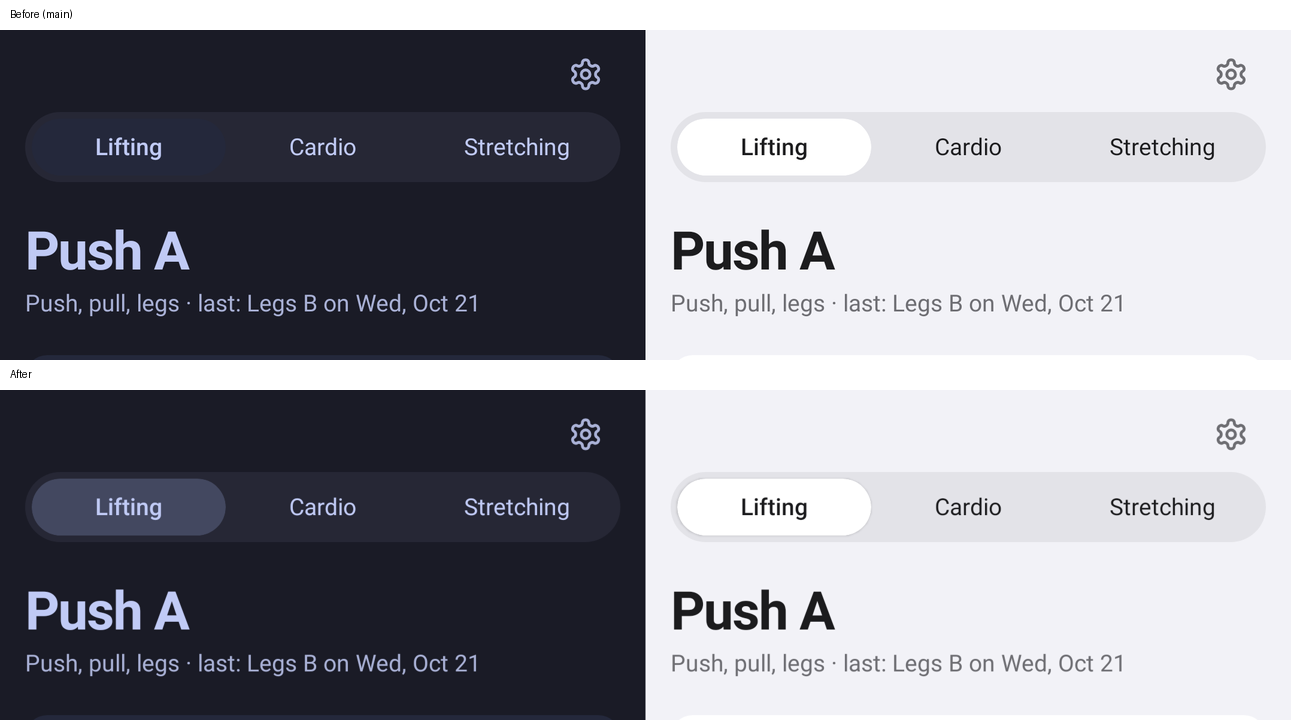 Before (main)
Lifting Cardio Stretching
Lifting Cardio Stretching
Push A
Push A
Push, pull, legs · last: Legs B on Wed, Oct 21
Push, pull, legs · last: Legs B on Wed, Oct 21
After
Lifting Cardio Stretching
Lifting Cardio Stretching
Push A
Push A
Push, pull, legs · last: Legs B on Wed, Oct 21
Push, pull, legs · last: Legs B on Wed, Oct 21